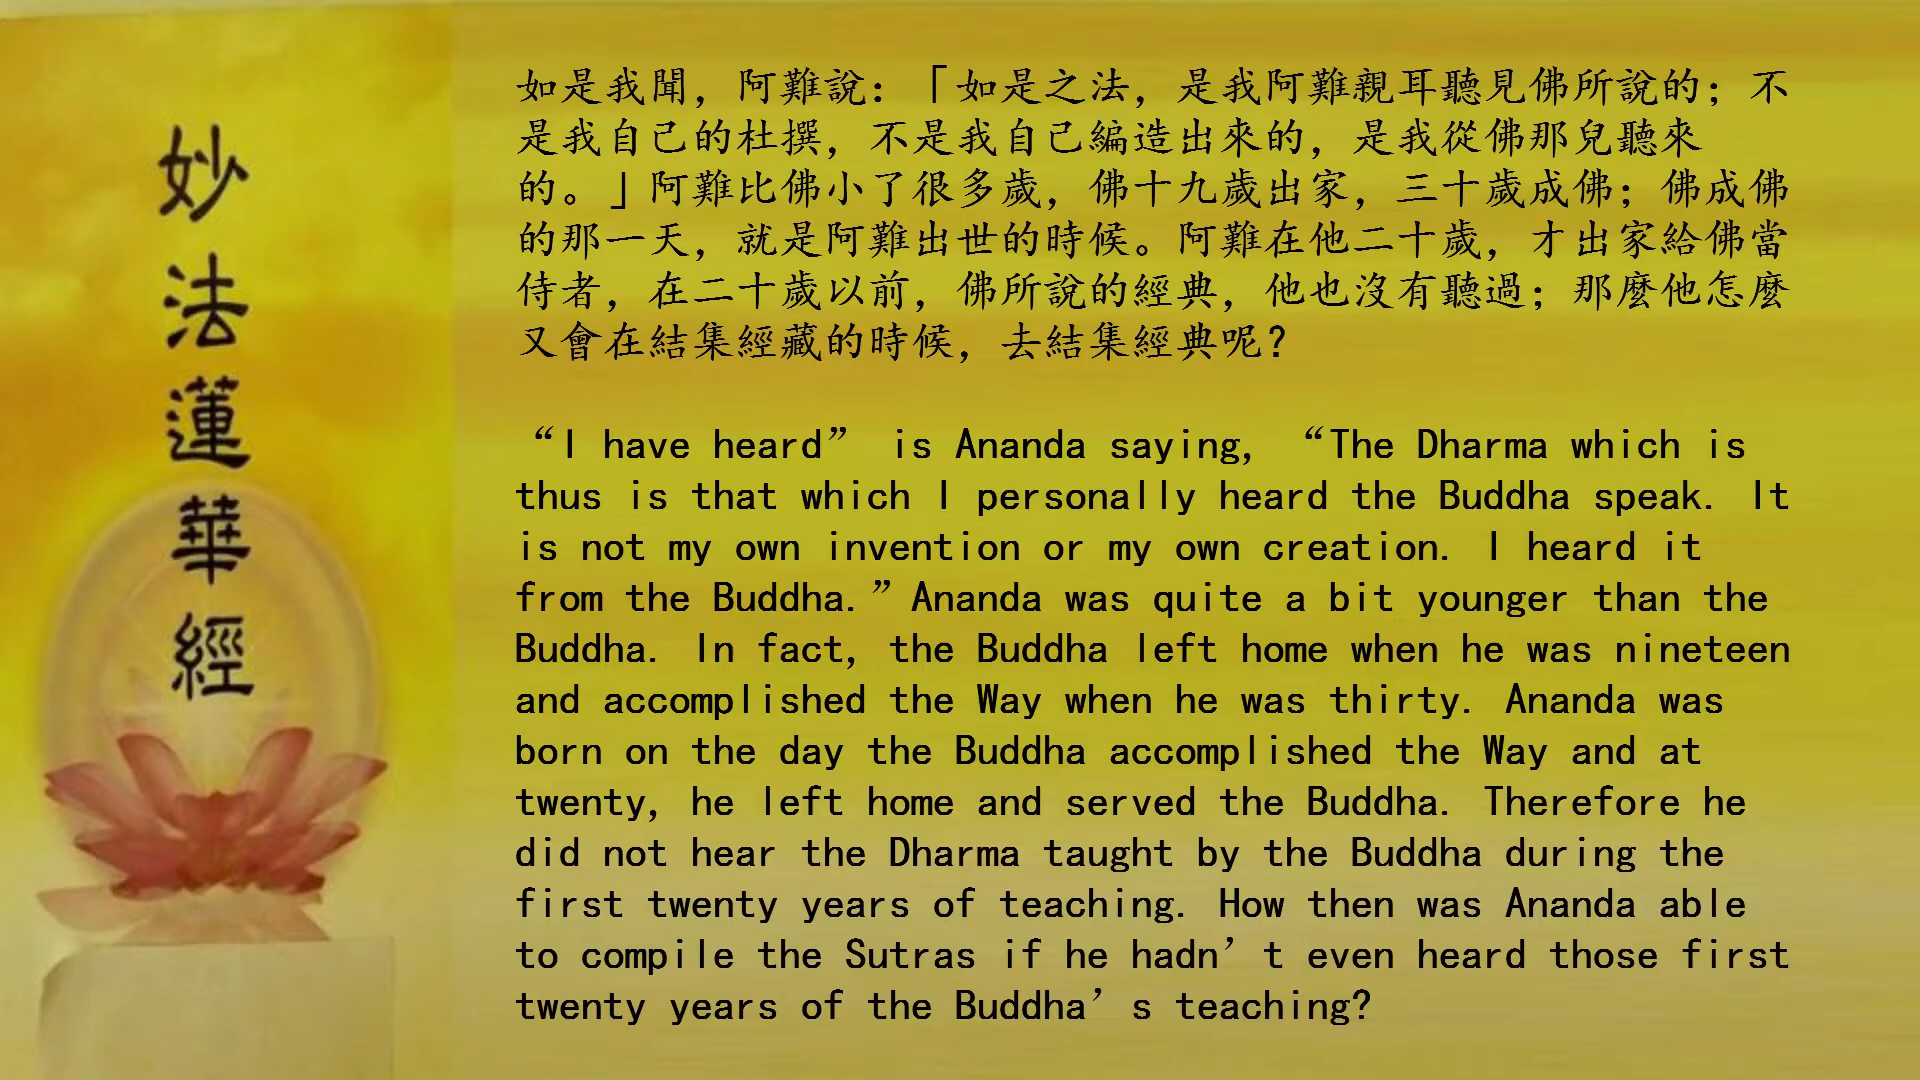 妙法蓮華經
如是我聞，阿難說：「如是之法，是我阿難親耳聽見佛所說的；不
是我自己的杜撰，不是我自己編造出來的，是我從佛那兒聽來
的。」阿難比佛小了很多歲，佛十九歲出家，三十歲成佛；佛成佛
的那一天，就是阿難出世的時候。阿難在他二十歲，才出家給佛當
侍者，在二十歲以前，佛所說的經典，他也沒有聽過；那麼他怎麼
又會在結集經藏的時候，去結集經典呢？
“I have heard” is Ananda saying, “The Dharma which is
thus is that which I personally heard the Buddha speak. It
is not my own invention or my own creation. I heard it
from the Buddha.”Ananda was quite a bit younger than the
Buddha. In fact, the Buddha left home when he was nineteen
and accomplished the Way when he was thirty. Ananda was
born on the day the Buddha accomplished the Way and at
twenty, he left home and served the Buddha. Therefore he
did not hear the Dharma taught by the Buddha during the
first twenty years of teaching. How then was Ananda able
to compile the Sutras if he hadn’t even heard those first
twenty years of the Buddha’s teaching?